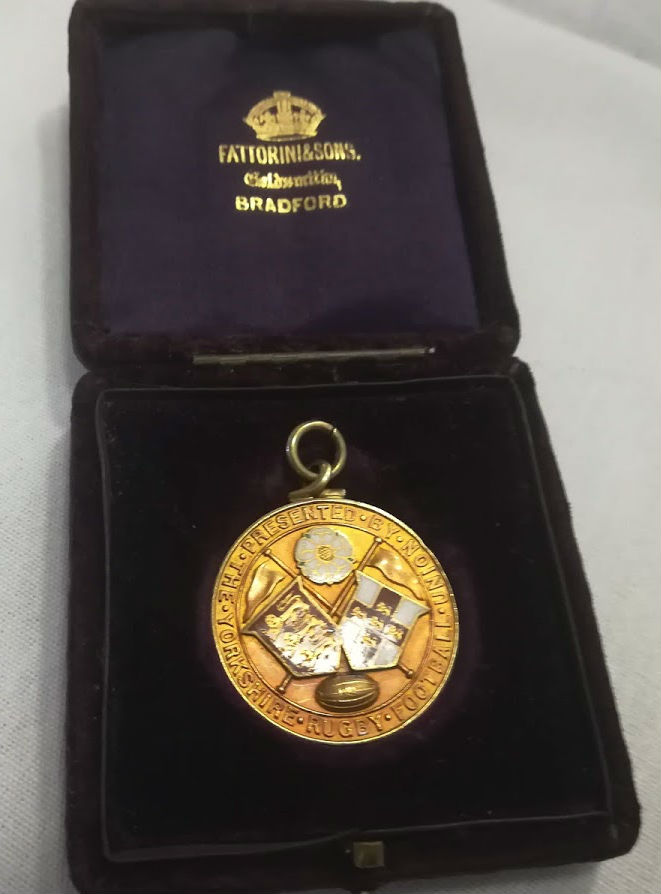 FATTORINI & SONS.
Goldsmiths,
BRADFORD
PRESENTED · BY · THE · YORKSHIRE · RUGBY · FOOTBALL · UNION